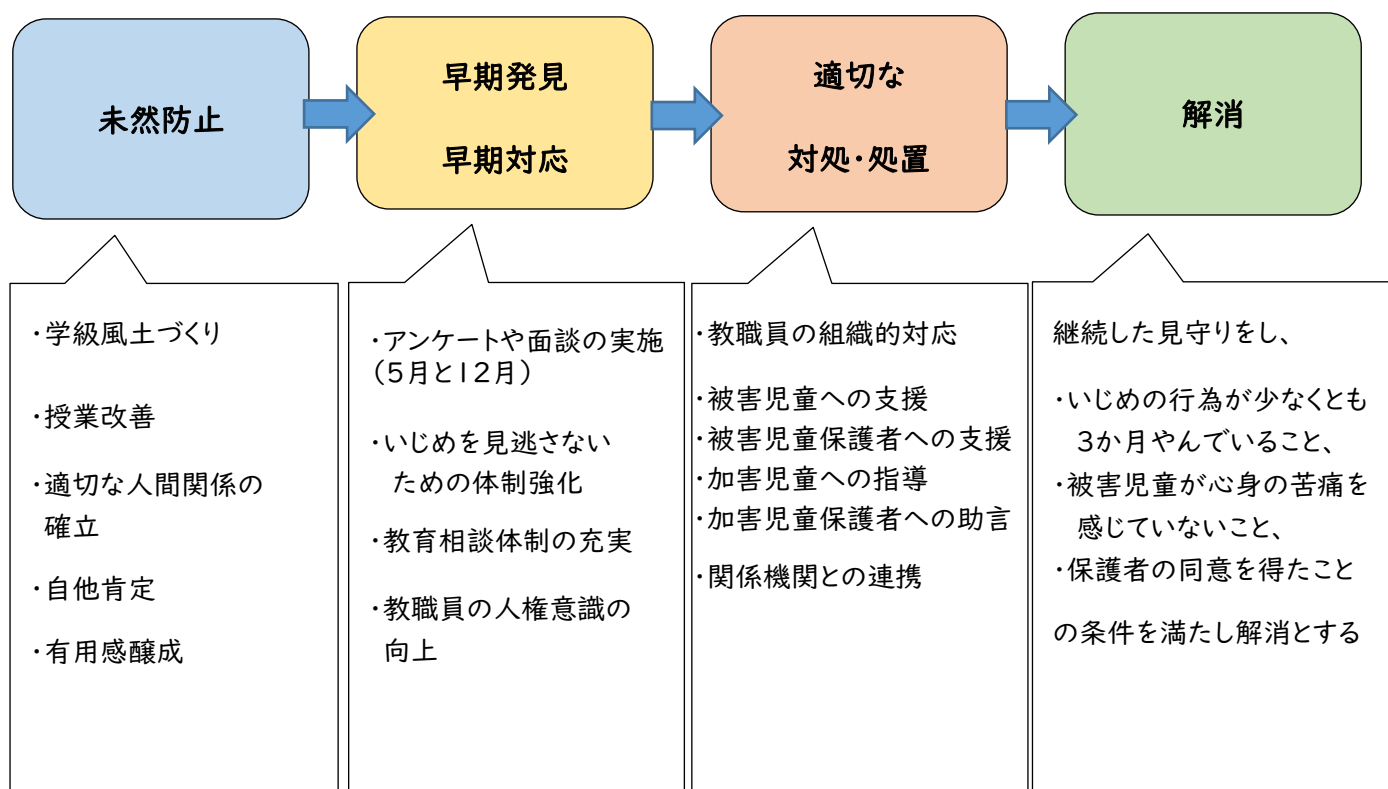 未然防止
早期発見
早期対応
適切な
対処・処置
解消
・学級風土づくり
・授業改善
・適切な人間関係の
確立
・自他肯定
・有用感醸成
・アンケートや面談の実施
(5月と12月)
・いじめを見逃さない
ための体制強化
・教育相談体制の充実
・教職員の人権意識の
向上
・教職員の組織的対応
・被害児童への支援
・被害児童保護者への支援
・加害児童への指導
・加害児童保護者への助言
・関係機関との連携
継続した見守りをし、
・いじめの行為が少なくとも
3か月やんでいること、
・被害児童が心身の苦痛を
感じていないこと、
・保護者の同意を得たこと
の条件を満たし解消とする